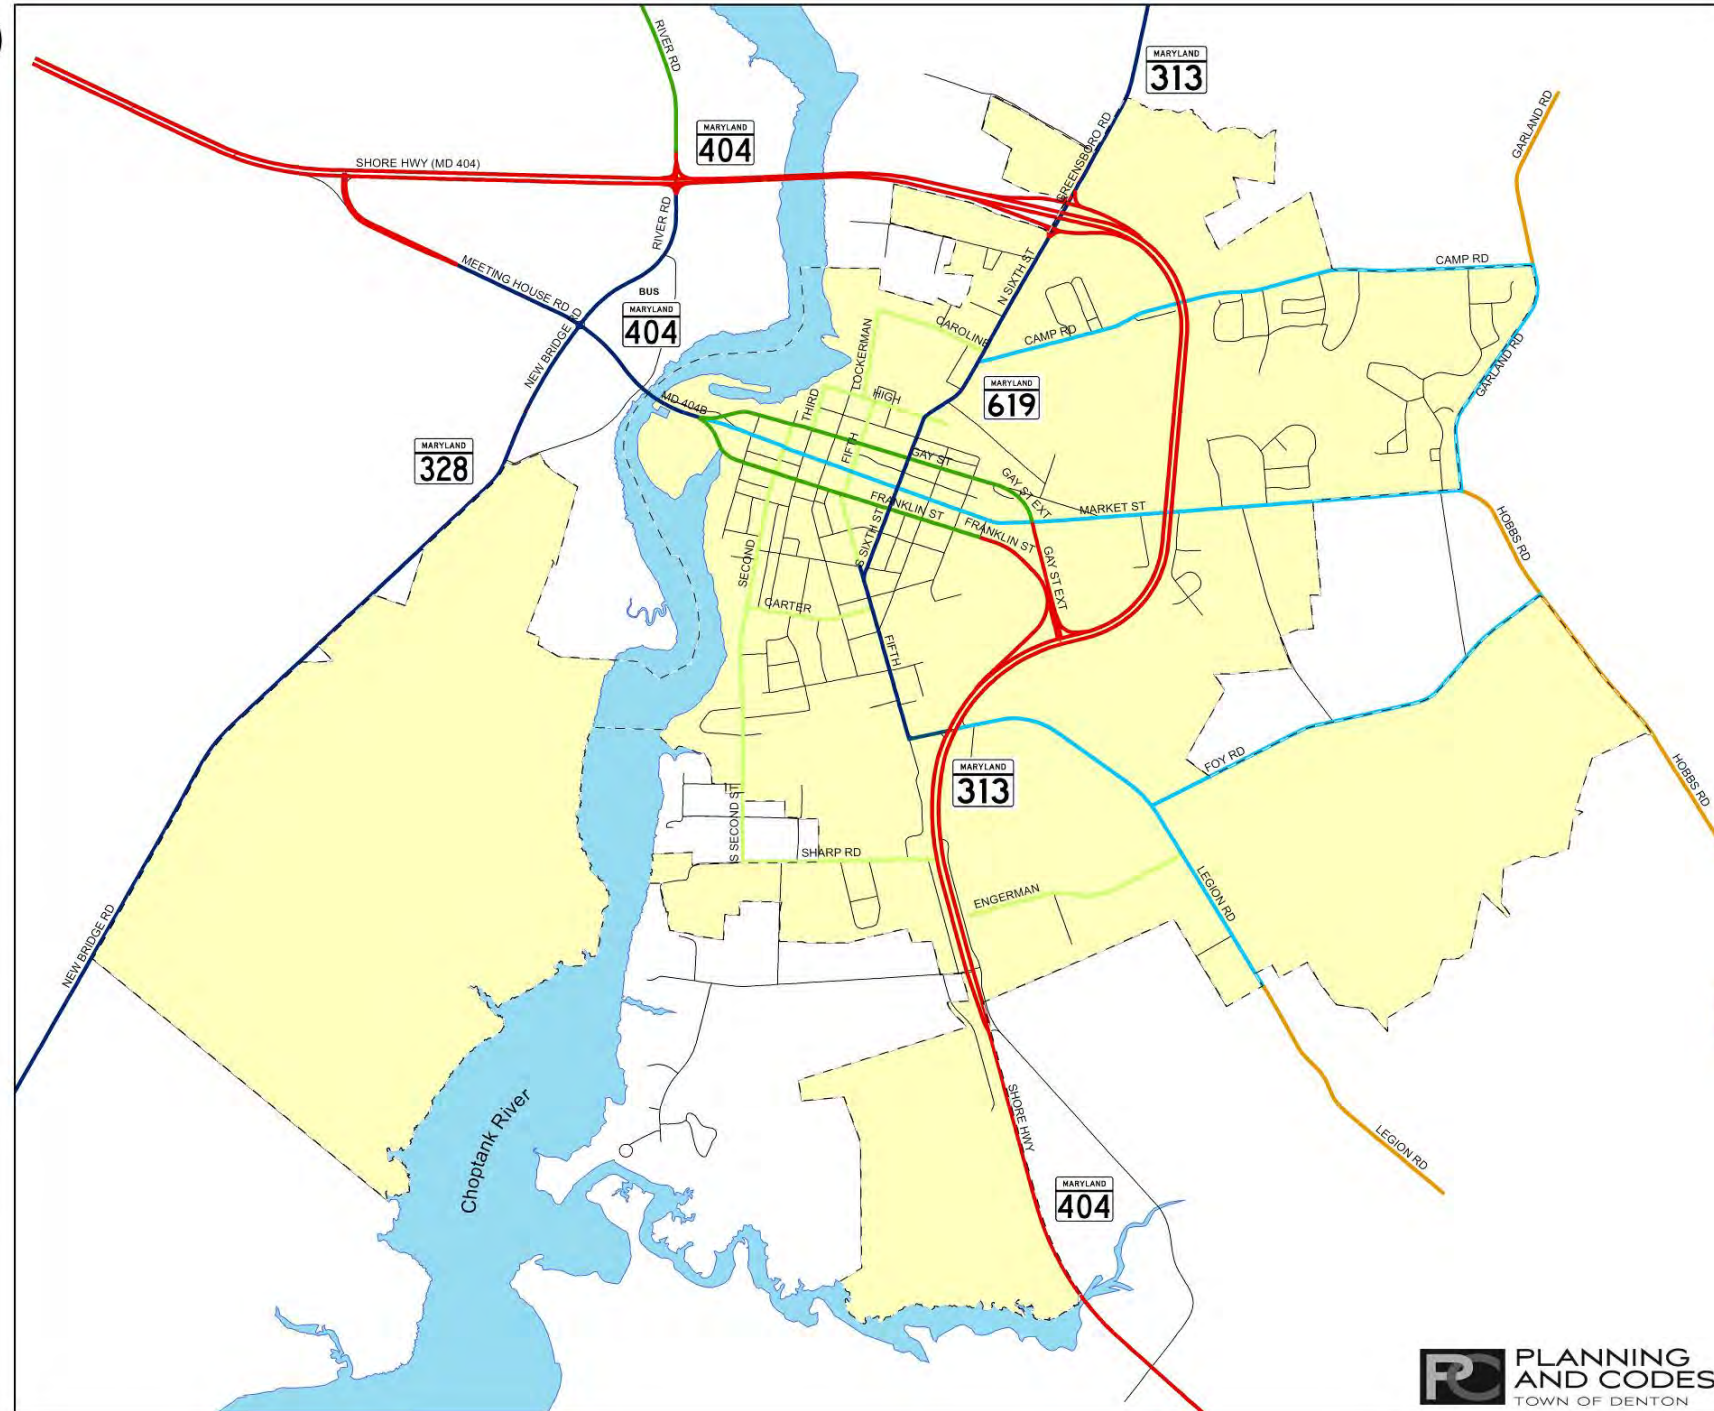 RIVER RD
MARYLAND
313
GARLAND RD
MARYLAND
404
GREENSBORO RD
SHORE HWY (MD 404)
RIVER RD
N SIXTH ST
CAMP RD
MEETING HOUSE RD
BUS
MARYLAND
404
NEW BRIDGE RD
LOCKERMAN
CAROLINE
CAMP RD
GARLAND RD
MARYLAND
619
MD 404B
THIRD
HIGH
FIFTH
GAY ST
MARYLAND
328
GAY ST EXT
FRANKLIN ST
MARKET ST
S SIXTH ST
FRANKLIN ST
HOBBS RD
SECOND
GAY ST EXT
CARTER
FIFTH
FOY RD
MARYLAND
313
HOBBS RD
S SECOND ST
SHARP RD
ENGERMAN
LEGION RD
NEW BRIDGE RD
Choptank River
SHORE HWY
LEGION RD
MARYLAND
404
PC
PLANNING
AND CODES
TOWN OF DENTON